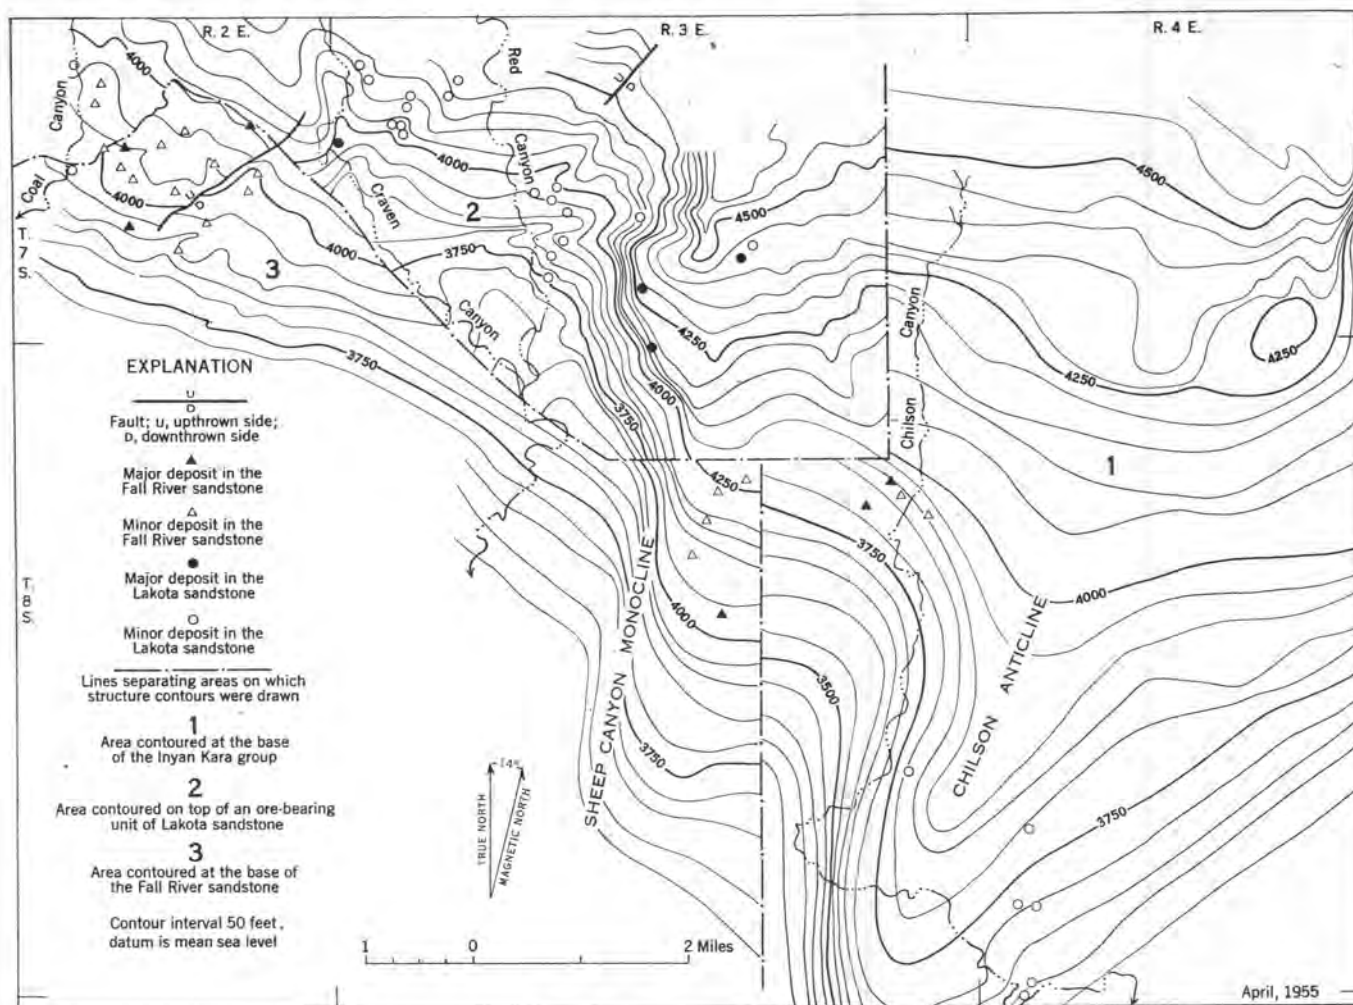 R. 2 E.
R. 3 E.
R. 4 E.
4000
Red
U
D
Canyon
Canyon
4000
4500
4500
Coal
4000
U
D
Craven
2
T.
7
S.
4000
3750
3
Canyon
4250
Canyon
4250
4250
3750
4000
3750
Chilson
1
4250
3750
EXPLANATION
U
D
Fault; U, upthrown side;
D, downthrown side
Major deposit in the
Fall River sandstone
Minor deposit in the
Fall River sandstone
Major deposit in the
Lakota sandstone
Minor deposit in the
Lakota sandstone
Lines separating areas on which
structure contours were drawn
1
Area contoured at the base
of the Inyan Kara group
2
Area contoured on top of an ore-bearing
unit of Lakota sandstone
3
Area contoured at the base of
the Fall River sandstone
Contour interval 50 feet,
datum is mean sea level
T.
8
S.
4000
4000
SHEEP CANYON MONOCLINE
3500
CHILSON ANTICLINE
3750
3750
TRUE NORTH
MAGNETIC NORTH
1 0 2 Miles
April, 1955